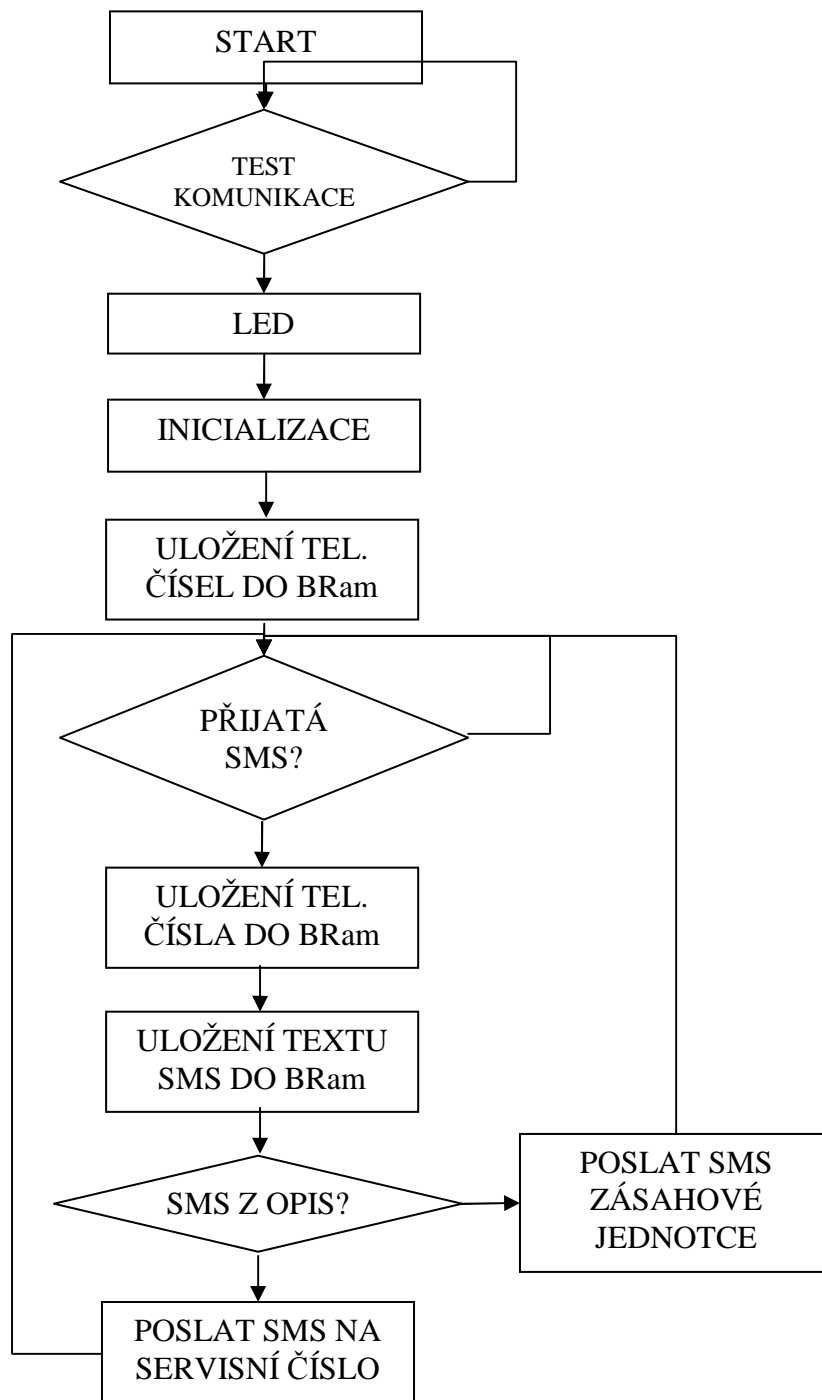 START
TEST
KOMUNIKACE
LED
INICIALIZACE
ULOŽENÍ TEL.
ČÍSEL DO BRam
PŘIJATÁ
SMS?
ULOŽENÍ TEL.
ČÍSLA DO BRam
ULOŽENÍ TEXTU
SMS DO BRam
SMS Z OPIS?
POSLAT SMS
ZÁSAHOVÉ
JEDNOTCE
POSLAT SMS NA
SERVISNÍ ČÍSLO